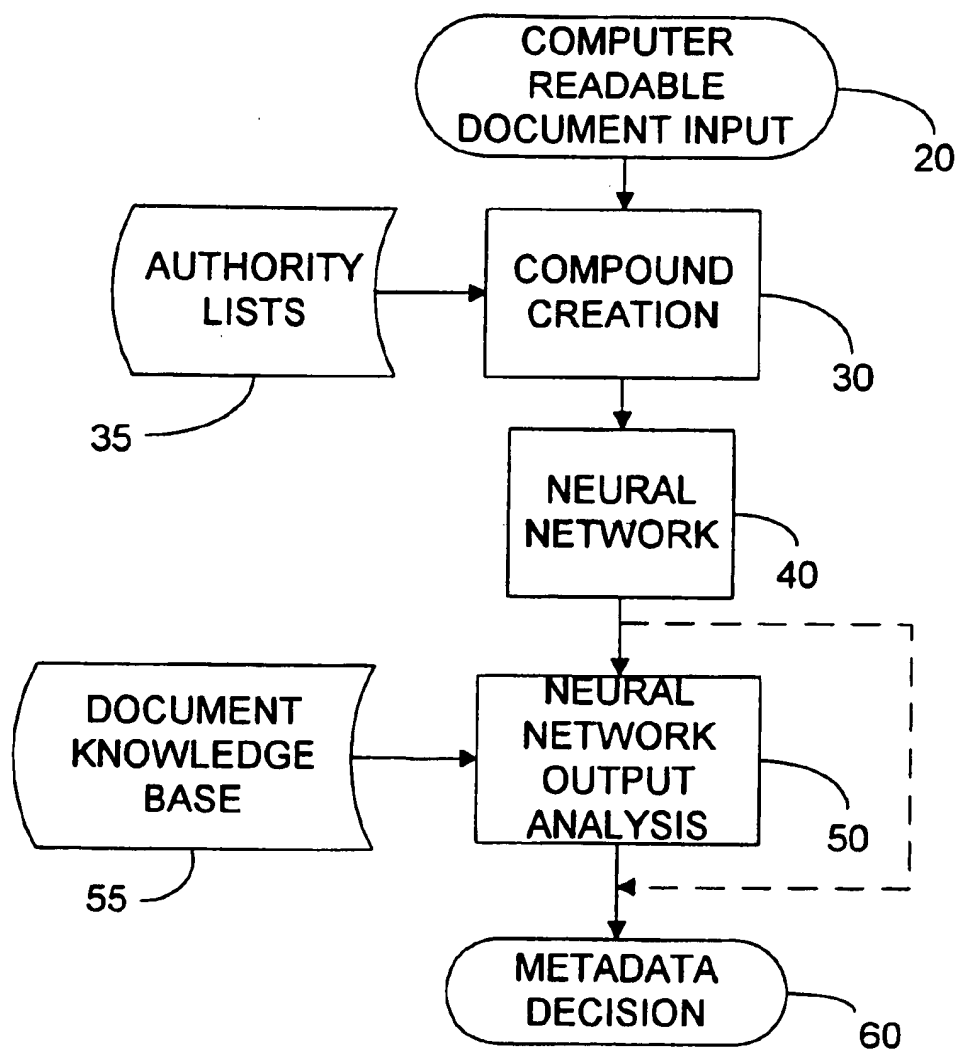 COMPUTER
READABLE
DOCUMENT INPUT
20
AUTHORITY
LISTS
35
COMPOUND
CREATION
30
NEURAL
NETWORK
40
DOCUMENT
KNOWLEDGE
BASE
55
NEURAL
NETWORK
OUTPUT
ANALYSIS
50
METADATA
DECISION
60